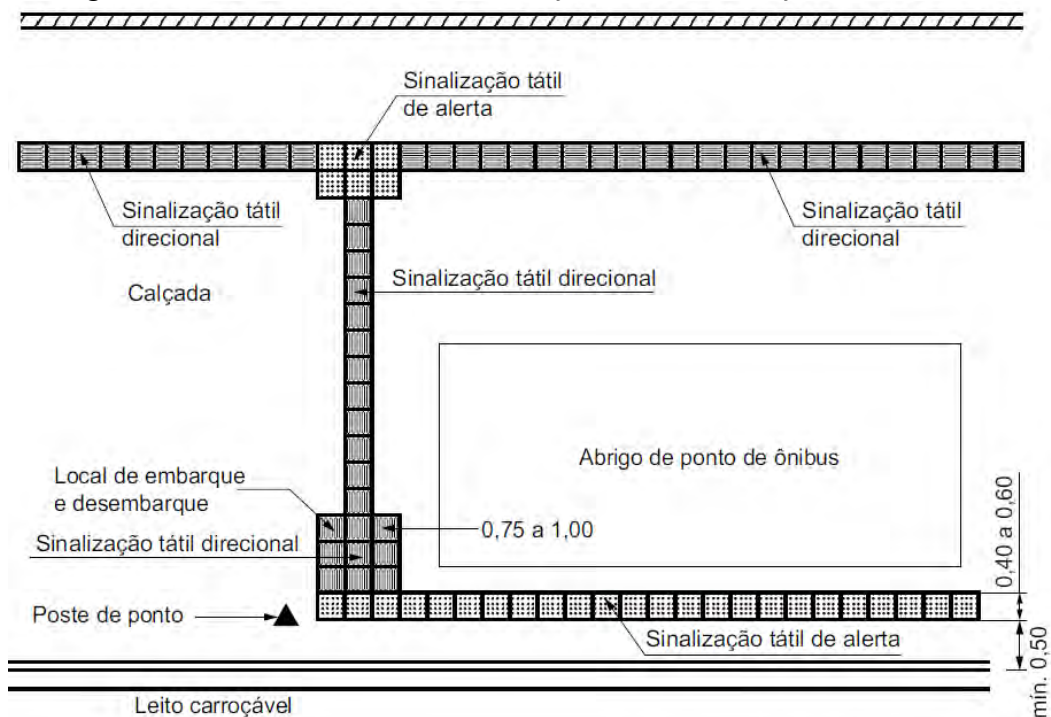 Sinalização tátil
de alerta
Sinalização tátil
direcional
Sinalização tátil
direcional
Calçada
Sinalização tátil direcional
Abrigo de ponto de ônibus
Local de embarque
e desembarque
0,75 a 1,00
Sinalização tátil direcional
0,40 a 0,60
Poste de ponto
Sinalização tátil de alerta
mín. 0,50
Leito carroçável